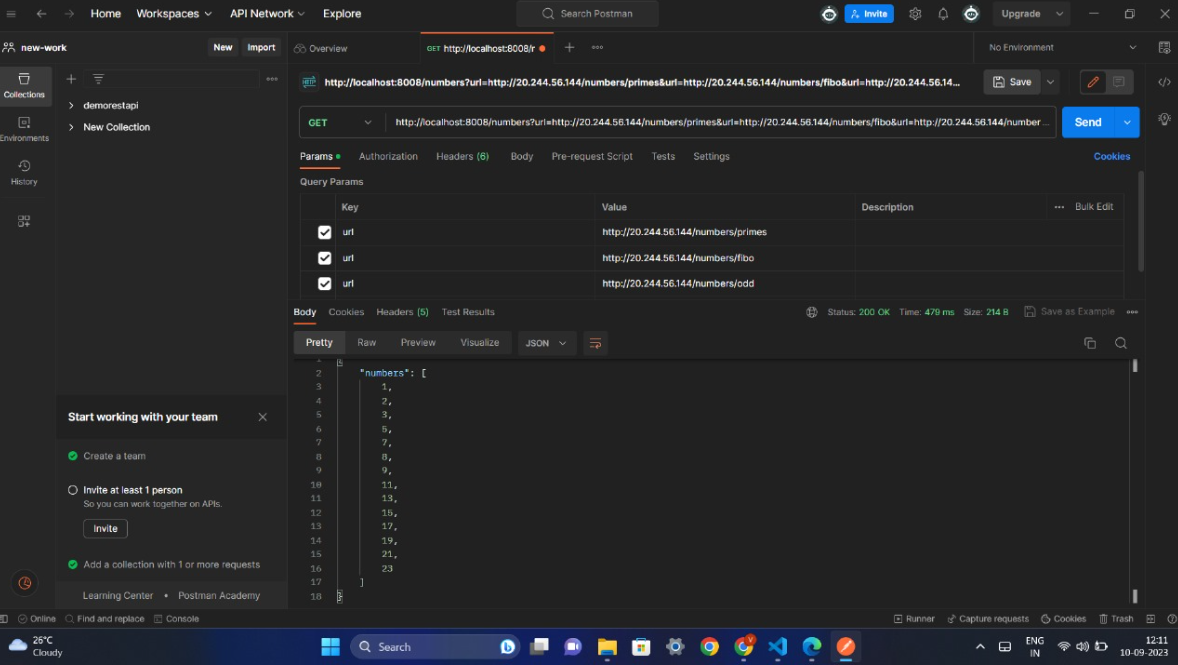 Home Workspaces API Network Explore Search Postman Invite Upgrade
new-work New Import Overview GET http://localhost:8008/r No Environment
Collections
Environments
History
demorestapi
New Collection
HTTP http://localhost:8008/numbers?url=http://20.244.56.144/numbers/primes&url=http://20.244.56.144/numbers/fibo&url=http://20.244.56.14... Save
GET http://localhost:8008/numbers?url=http://20.244.56.144/numbers/primes&url=http://20.244.56.144/numbers/fibo&url=http://20.244.56.144/number ... Send
Params Authorization Headers (6) Body Pre-request Script Tests Settings Cookies
Query Params
Key Value Description Bulk Edit
url http://20.244.56.144/numbers/primes
url http://20.244.56.144/numbers/fibo
url http://20.244.56.144/numbers/odd
Body Cookies Headers (5) Test Results Status: 200 OK Time: 479 ms Size: 214 B Save as Example
Pretty Raw Preview Visualize JSON
1 {
2 "numbers": [
3 1,
4 2,
5 3,
6 5,
7 7,
8 8,
9 9,
10 11,
11 13,
12 15,
13 17,
14 19,
15 21,
16 23
17 ]
18 }
Start working with your team
Create a team
Invite at least 1 person
So you can work together on APIs.
Invite
Add a collection with 1 or more requests
Learning Center • Postman Academy
Online Find and replace Console Runner Capture requests Cookies Trash
26°C
Cloudy
Search
ENG
IN
12:11
10-09-2023